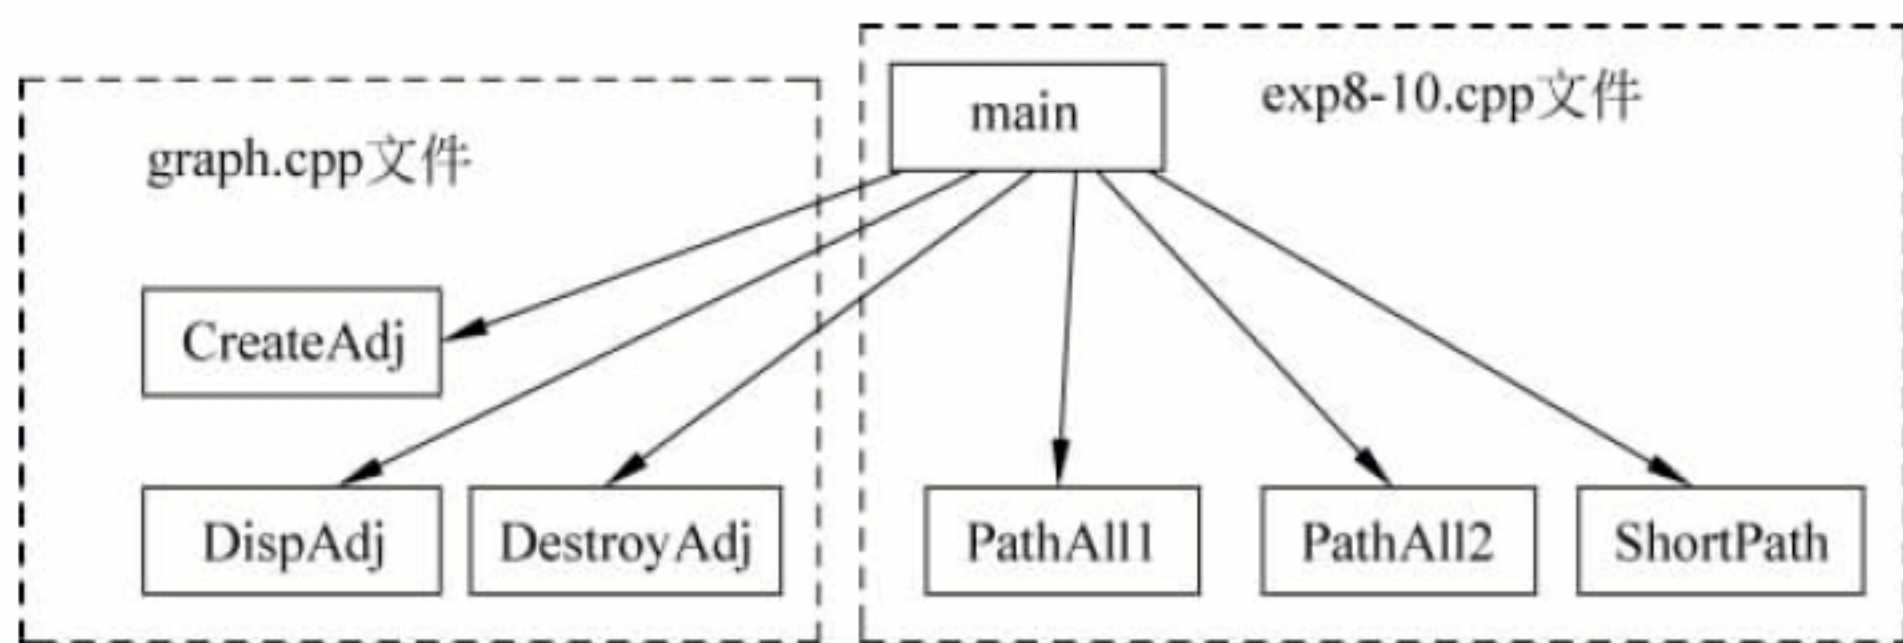 main
exp8-10.cpp文件
graph.cpp文件
CreateAdj
DispAdj
DestroyAdj
PathAll1
PathAll2
ShortPath